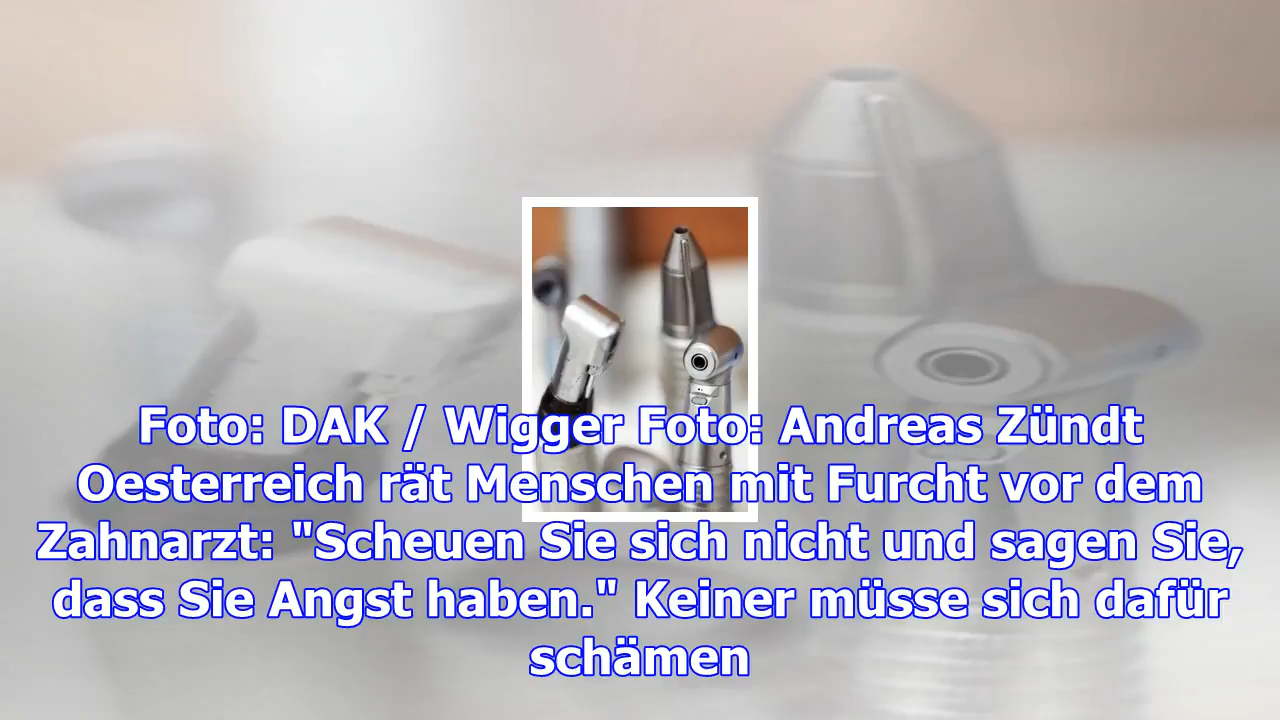 Foto: DAK / Wigger Foto: Andreas Zündt
Oesterreich rät Menschen mit Furcht vor dem
Zahnarzt: "Scheuen Sie sich nicht und sagen Sie,
dass Sie Angst haben." Keiner müsse sich dafür
schämen